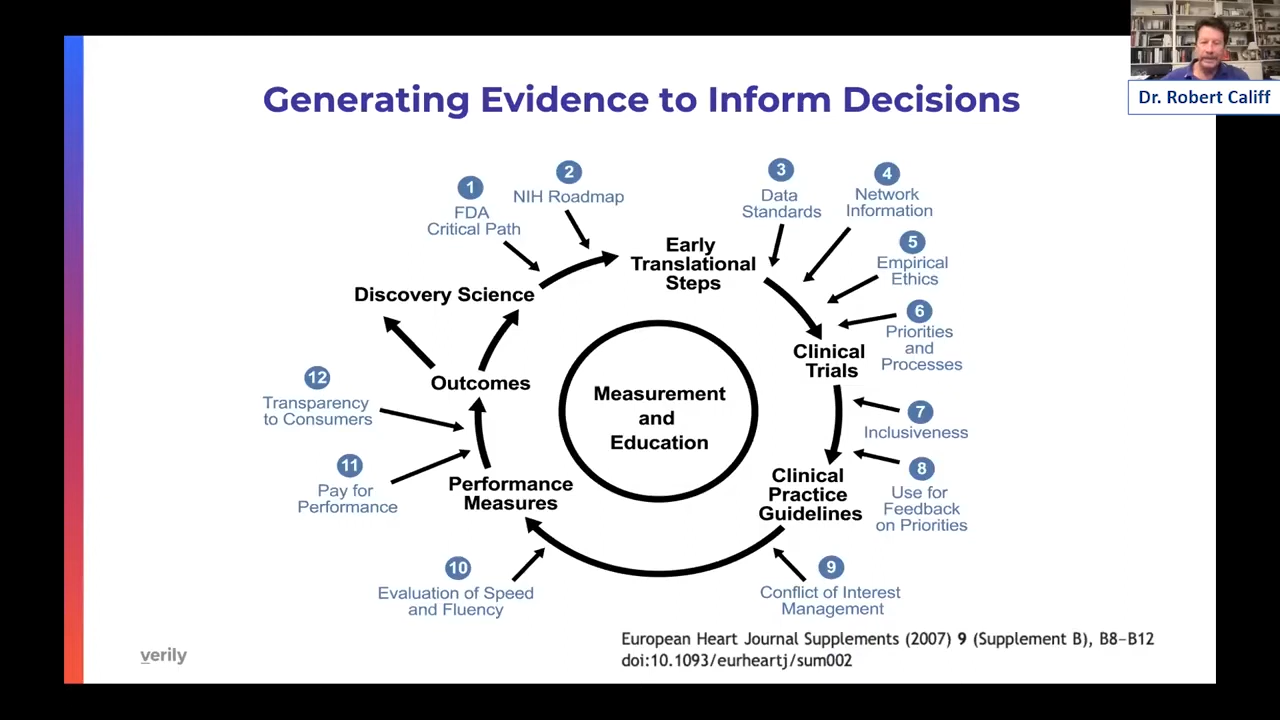 Dr. Robert Califf
Generating Evidence to Inform Decisions
1
FDA
Critical Path
2
NIH Roadmap
3
Data
Standards
4
Network
Information
5
Empirical
Ethics
6
Priorities
and
Processes
7
Inclusiveness
8
Use for
Feedback
on Priorities
9
Conflict of Interest
Management
10
Evaluation of Speed
and Fluency
11
Pay for
Performance
12
Transparency
to Consumers
Early
Translational
Steps
Clinical
Trials
Clinical
Practice
Guidelines
Performance
Measures
Outcomes
Discovery Science
Measurement
and
Education
verily
European Heart Journal Supplements (2007) 9 (Supplement B), B8–B12
doi:10.1093/eurheartj/sum002